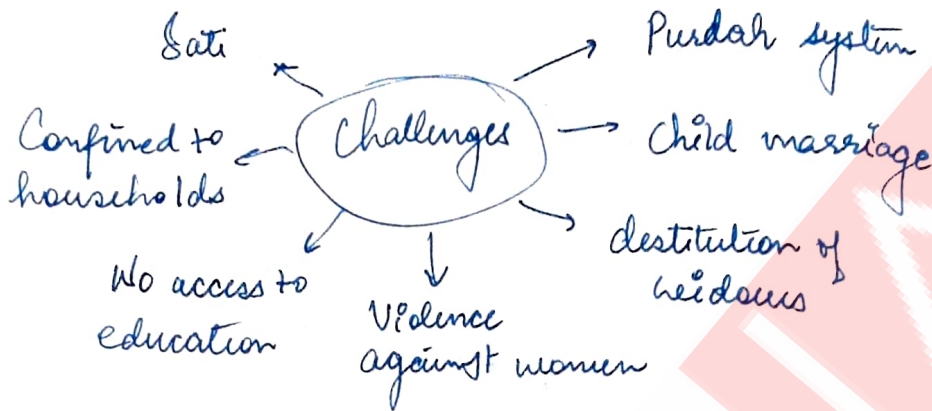 Sati
Purdah system
Challenges
Confined to
households
Child marriage
No access to
education
destitution of
widows
Violence
against women